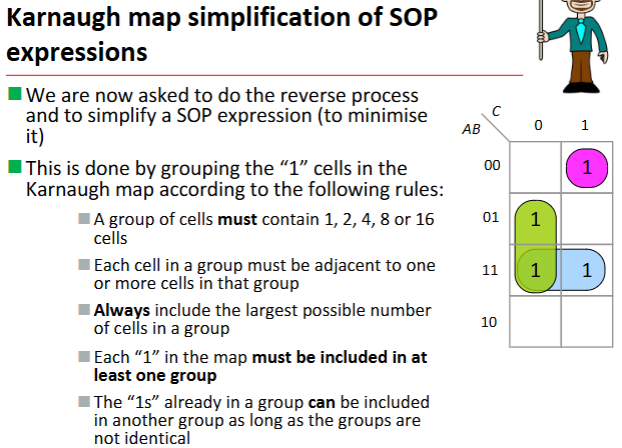 Karnaugh map simplification of SOP
expressions
We are now asked to do the reverse process
and to simplify a SOP expression (to minimise
it)
This is done by grouping the “1” cells in the
Karnaugh map according to the following rules:
A group of cells must contain 1, 2, 4, 8 or 16
cells
Each cell in a group must be adjacent to one
or more cells in that group
Always include the largest possible number
of cells in a group
Each “1” in the map must be included in at
least one group
The “1s” already in a group can be included
in another group as long as the groups are
not identical
C
AB 0 1
00 1
01 1
11 1 1
10